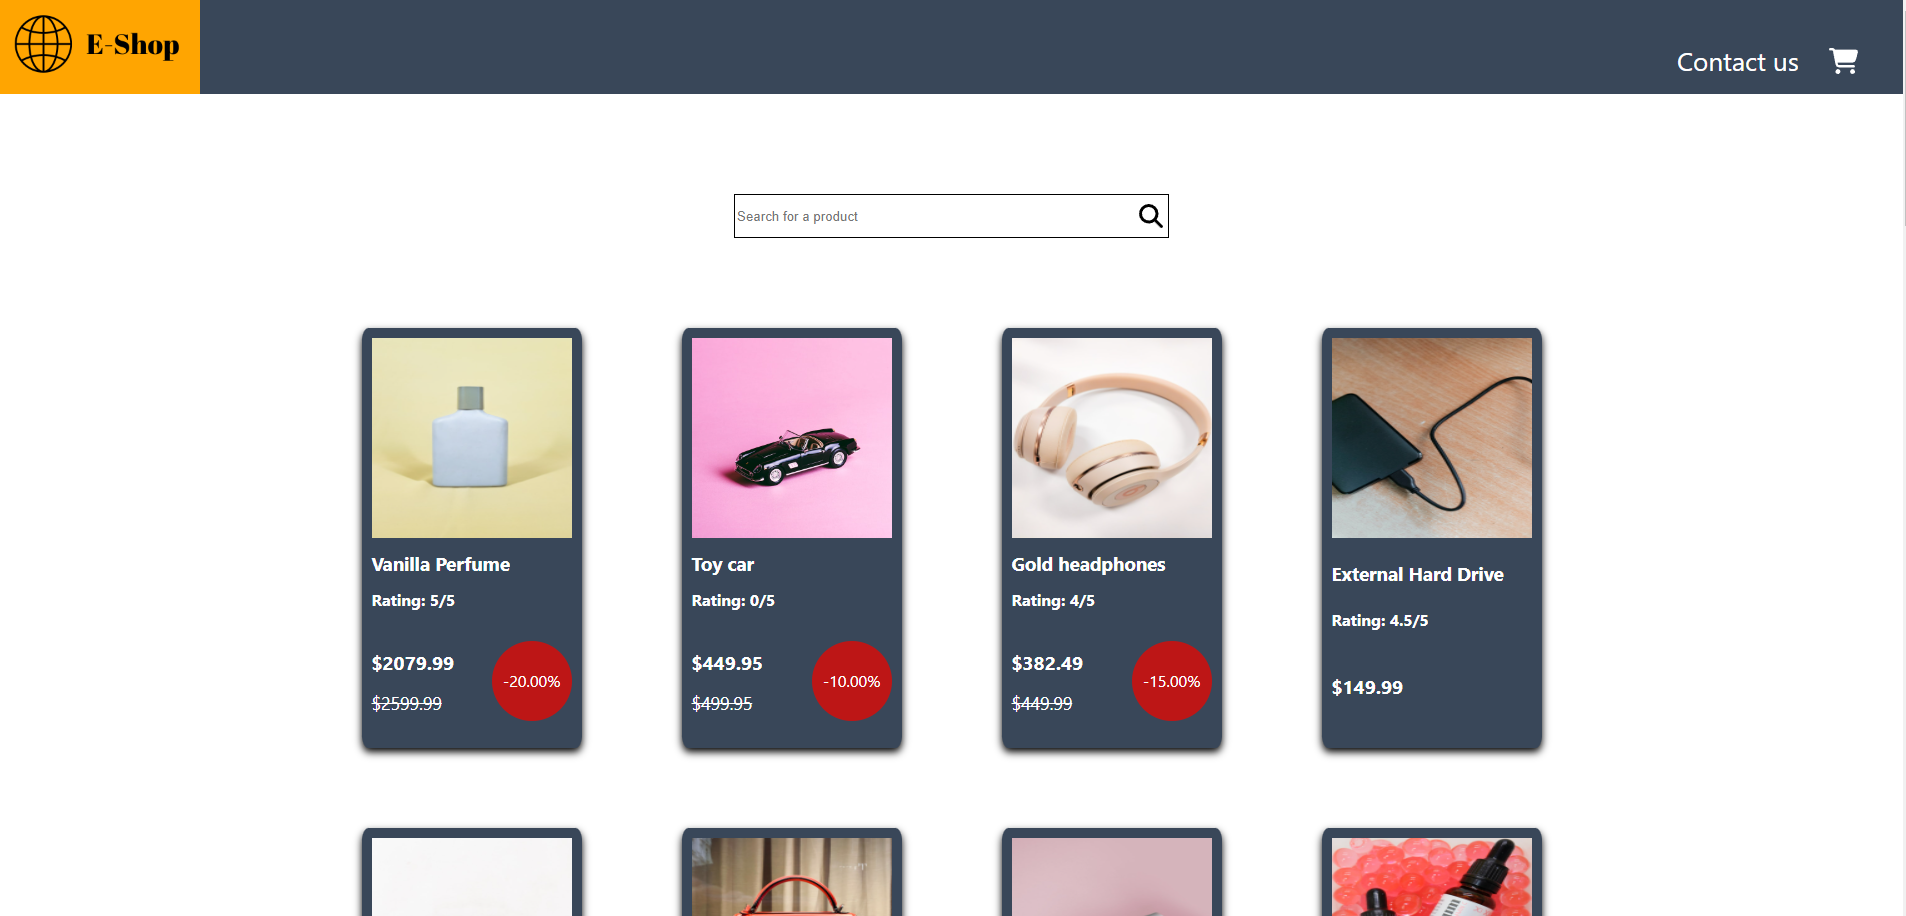 E-Shop
Contact us
Search for a product
Vanilla Perfume
Rating: 5/5
$2079.99
$2599.99
-20.00%
Toy car
Rating: 0/5
$449.95
$499.95
-10.00%
Gold headphones
Rating: 4/5
$382.49
$449.99
-15.00%
External Hard Drive
Rating: 4.5/5
$149.99